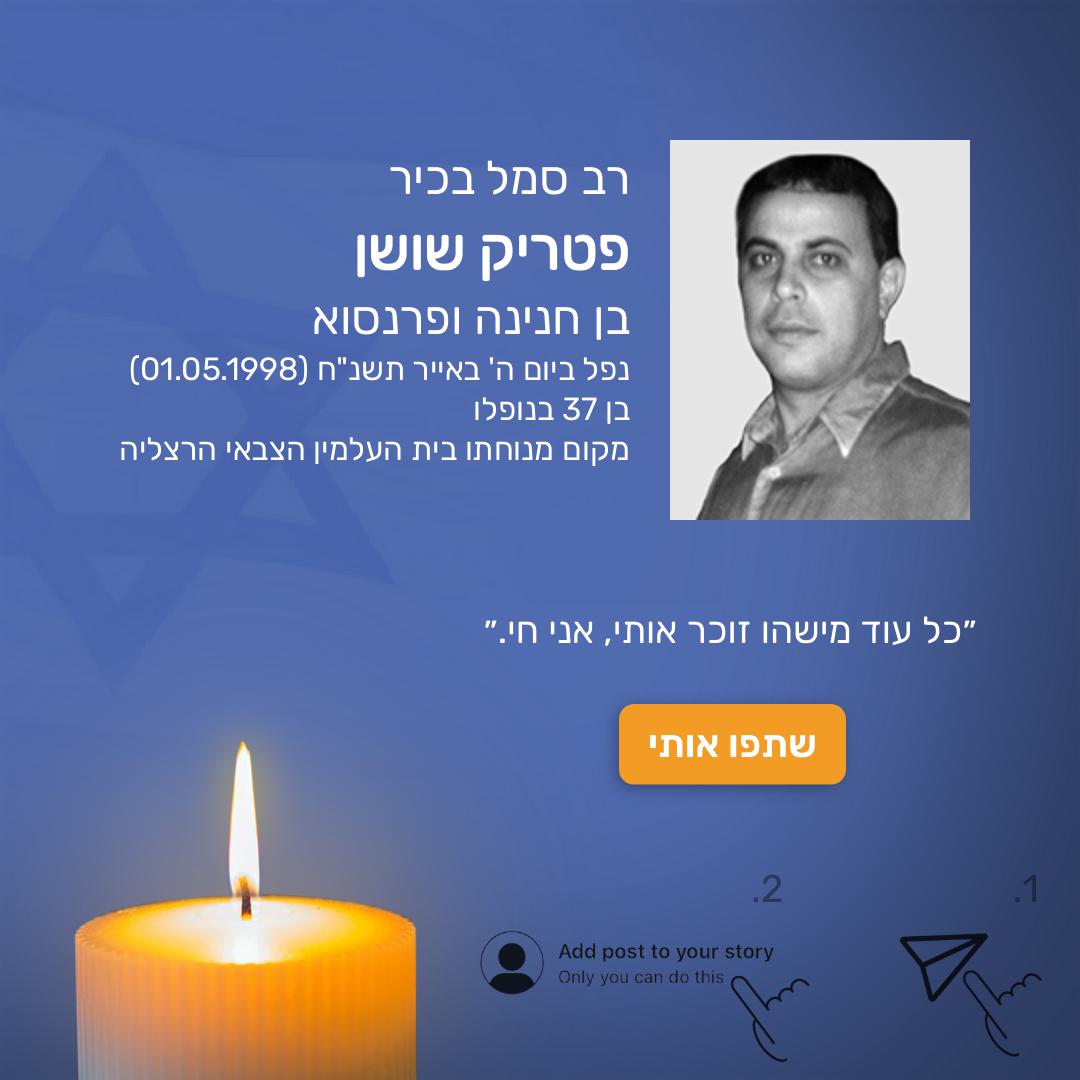 רב סמל בכיר
פטריק שושן
בן חנינה ופרנסוא
נפל ביום ה' באייר תשנ"ח (01.05.1998)
בן 37 בנופלו
מקום מנוחתו בית העלמין הצבאי הרצליה
״כל עוד מישהו זוכר אותי, אני חי.״
שתפו אותי
1.
2.
Add post to your story
Only you can do this